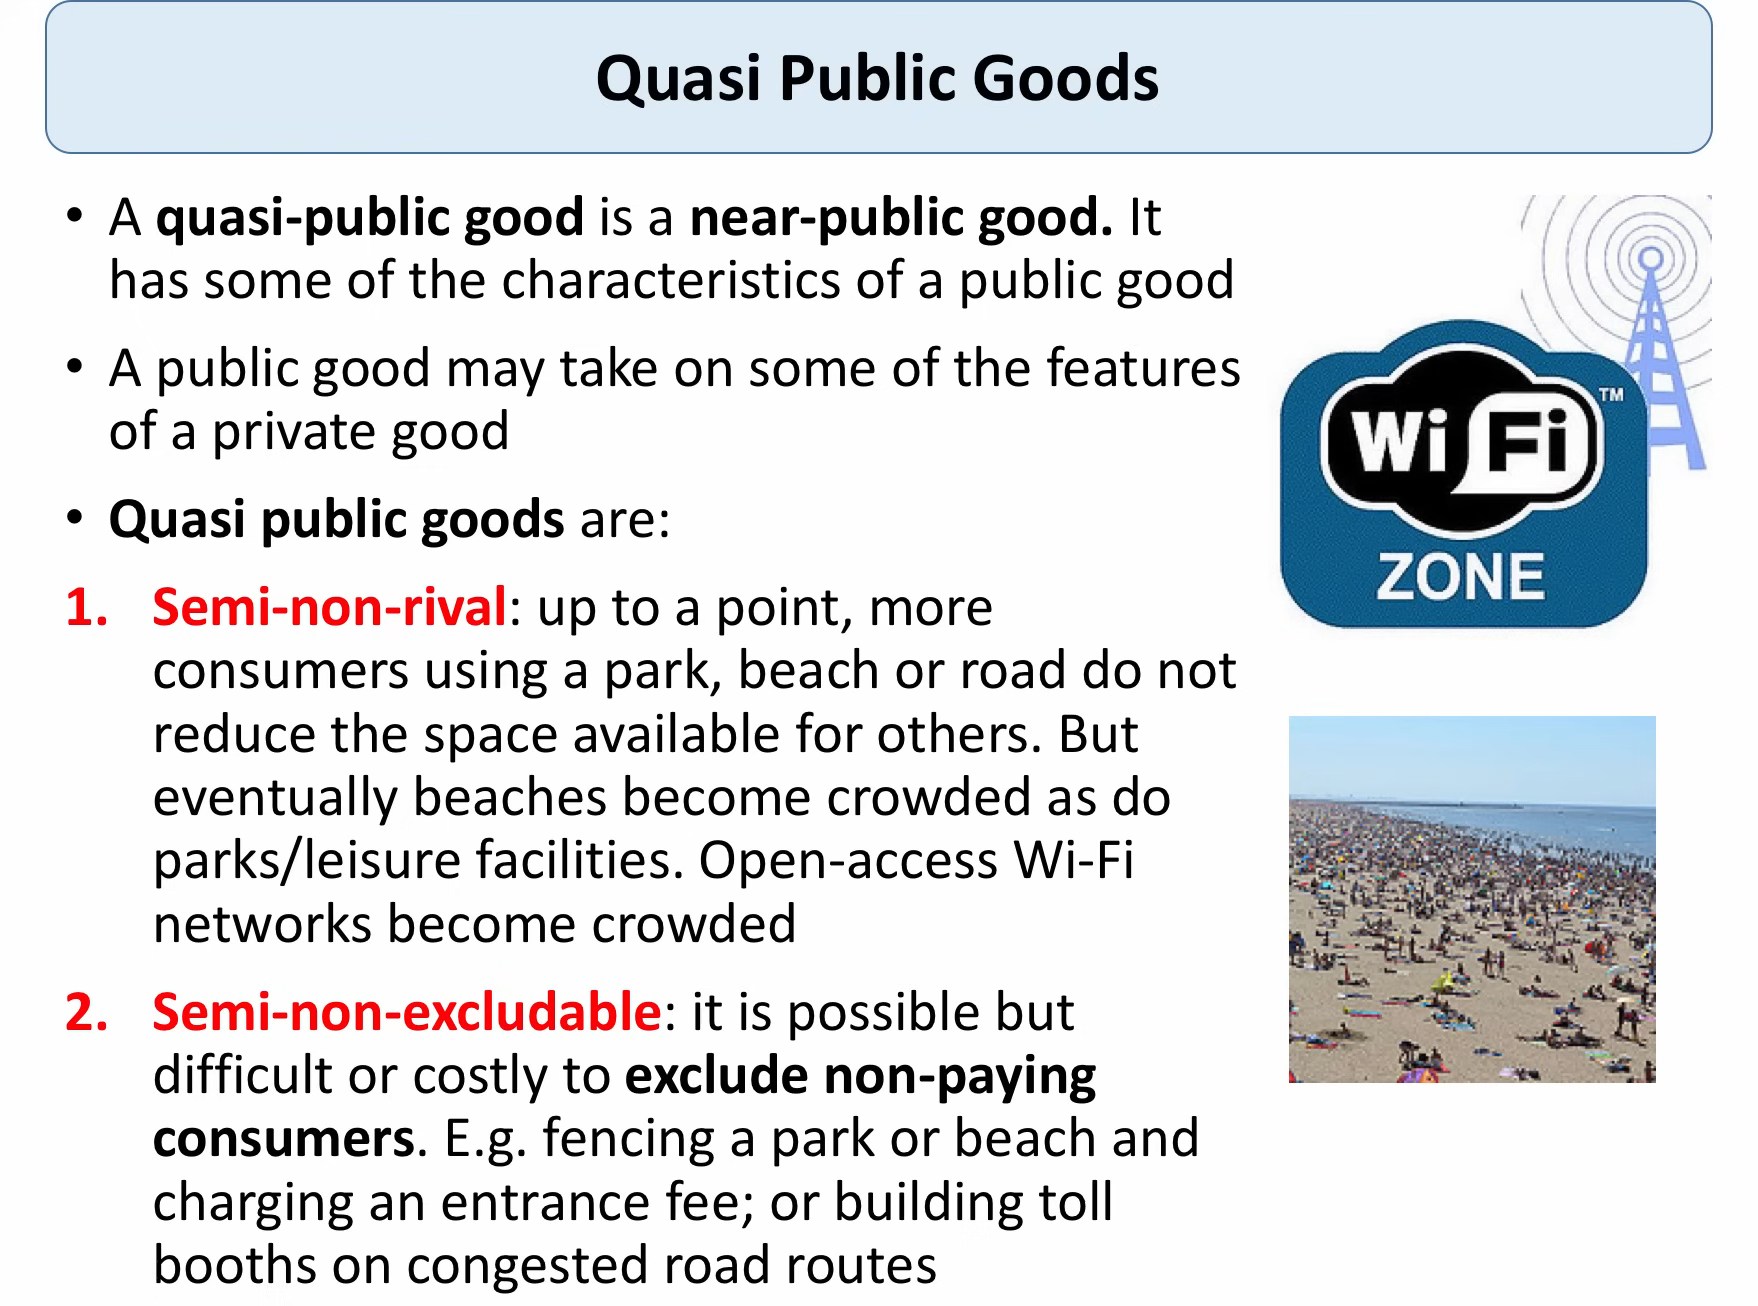 Quasi Public Goods
• A quasi-public good is a near-public good. It
has some of the characteristics of a public good
• A public good may take on some of the features
of a private good
• Quasi public goods are:
1. Semi-non-rival: up to a point, more
consumers using a park, beach or road do not
reduce the space available for others. But
eventually beaches become crowded as do
parks/leisure facilities. Open-access Wi-Fi
networks become crowded
2. Semi-non-excludable: it is possible but
difficult or costly to exclude non-paying
consumers. E.g. fencing a park or beach and
charging an entrance fee; or building toll
booths on congested road routes
Wi Fi ™
ZONE